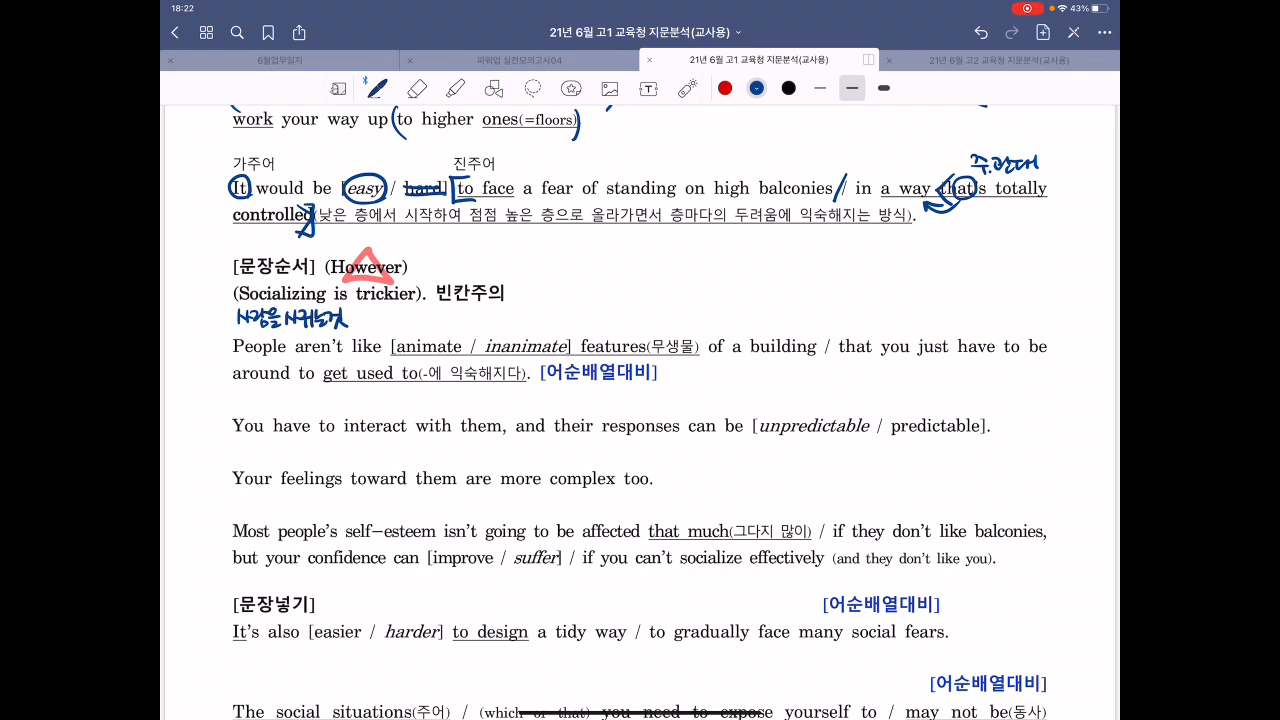 18:22
43%
21년 6월 고1 교육청 지문분석(교사용)
6월업무일지
파워업 실전모의고사04
21년 6월 고1 교육청 지문분석(교사용)
21년 6월 고2 교육청 지문분석(교사용)
work your way up to higher ones(=floors).
가주어 진주어 주.관대
It would be [easy / hard] to face a fear of standing on high balconies / in a way that's totally
controlled(낮은 층에서 시작하여 점점 높은 층으로 올라가면서 층마다의 두려움에 익숙해지는 방식).
[문장순서] (However)
(Socializing is trickier). 빈칸주의
사람을 사귀는것
People aren't like [animate / inanimate] features(무생물) of a building / that you just have to be
around to get used to(-에 익숙해지다). [어순배열대비]
You have to interact with them, and their responses can be [unpredictable / predictable].
Your feelings toward them are more complex too.
Most people's self-esteem isn't going to be affected that much(그다지 많이) / if they don't like balconies,
but your confidence can [improve / suffer] / if you can't socialize effectively (and they don't like you).
[문장넣기] [어순배열대비]
It's also [easier / harder] to design a tidy way / to gradually face many social fears.
[어순배열대비]
The social situations(주어) / (which or that) you need to expose yourself to / may not be(동사)